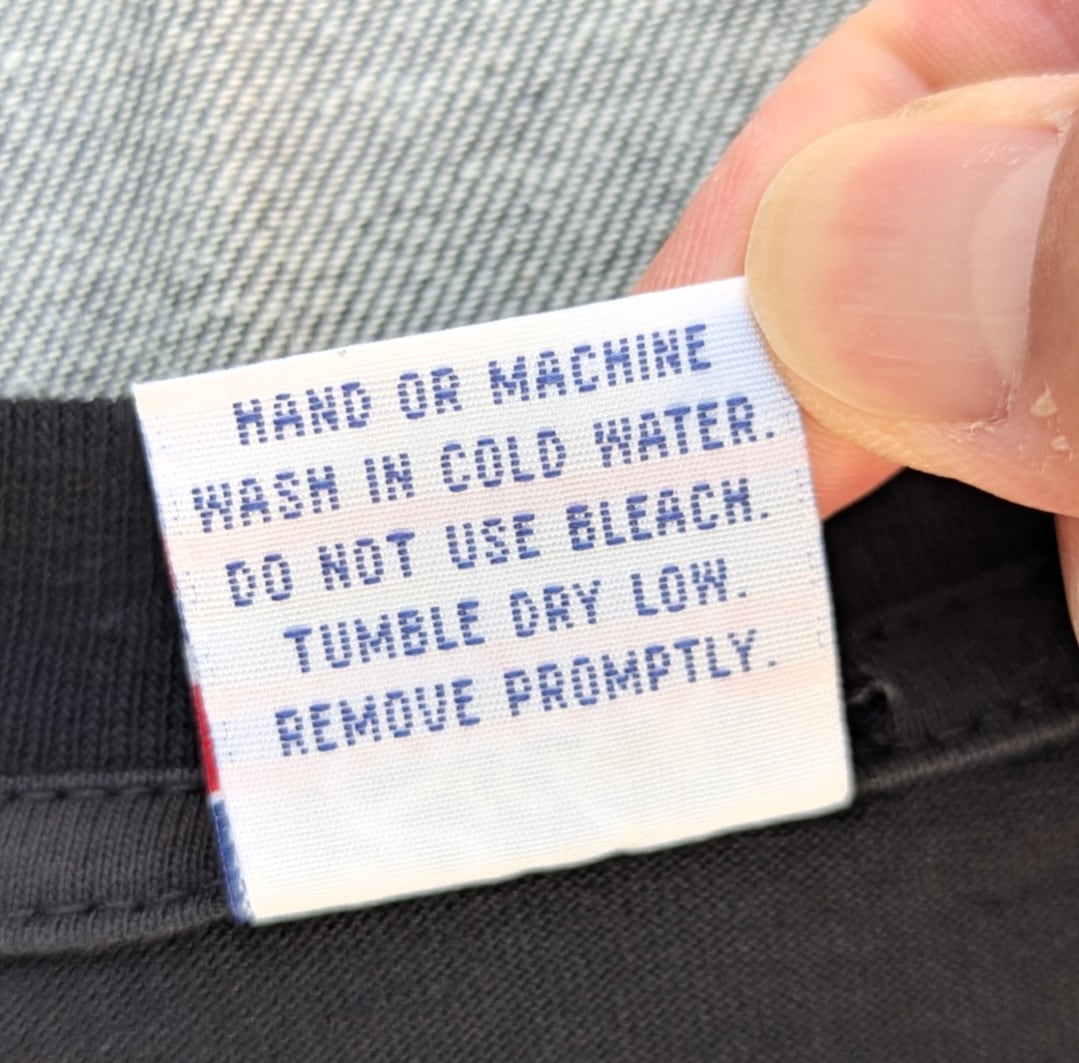 HAND OR MACHINE
WASH IN COLD WATER.
DO NOT USE BLEACH.
TUMBLE DRY LOW.
REMOVE PROMPTLY.